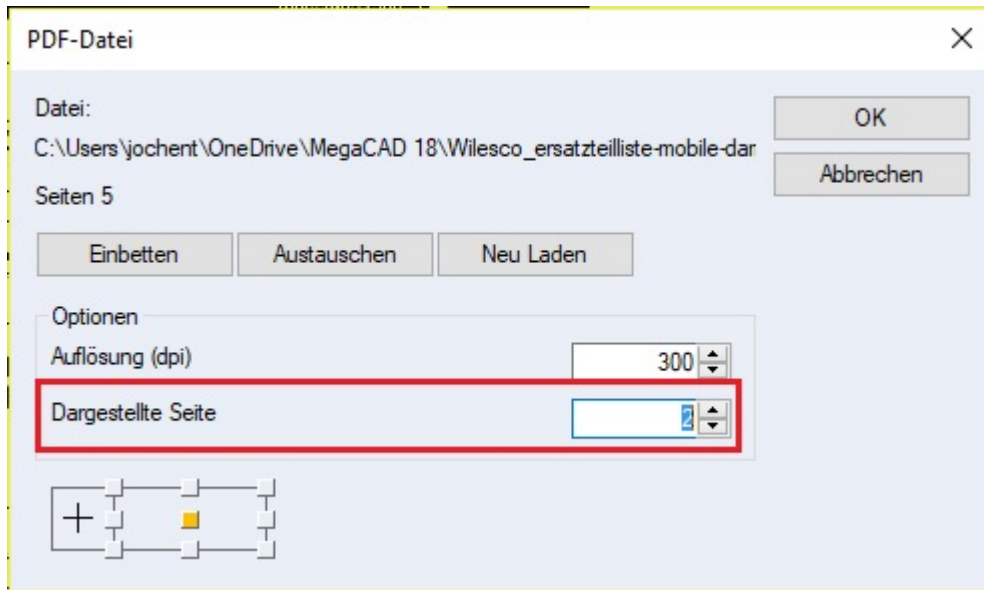 PDF-Datei
Datei:
C:\Users\jochent\OneDrive\MegaCAD 18\Wilesco_ersatzteilliste-mobile-dar
Seiten 5
OK
Abbrechen
Einbetten Austauschen Neu Laden
Optionen
Auflösung (dpi) 300
Dargestellte Seite 2